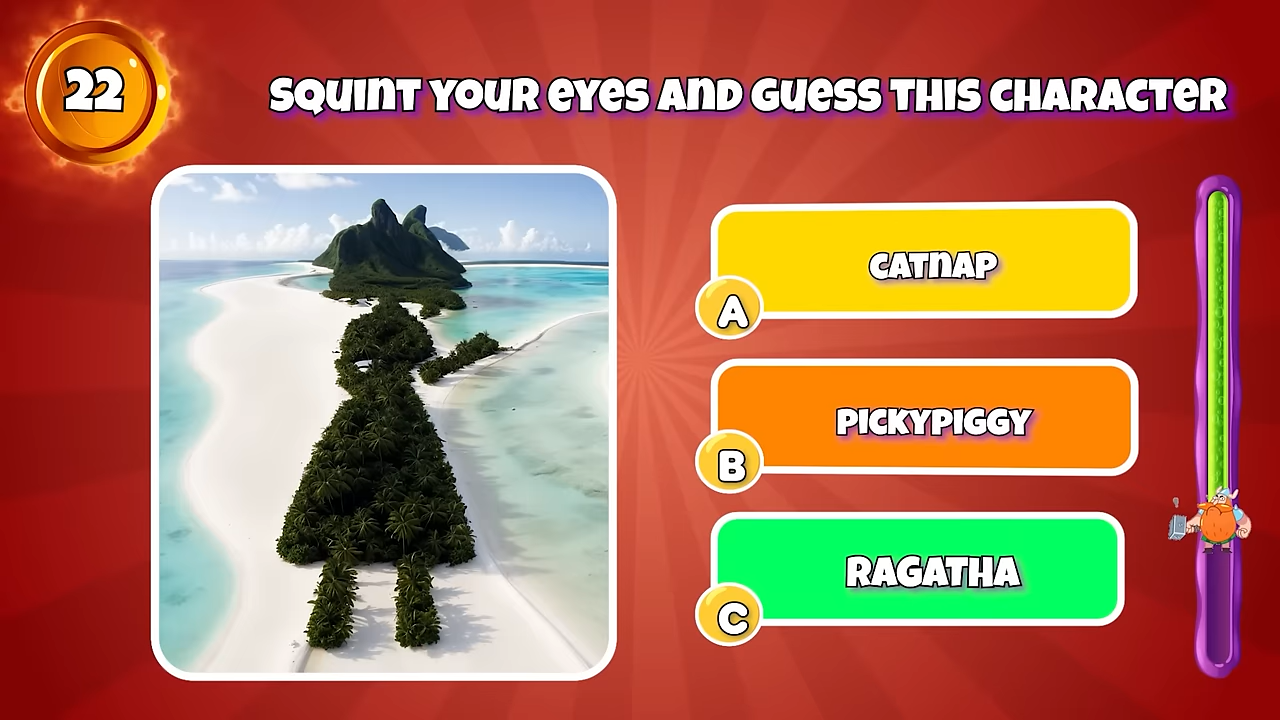 22
SQUINT YOUR EYES AND GUESS THIS CHARACTER
CATNAP
A
PICKYPIGGY
B
RAGATHA
C